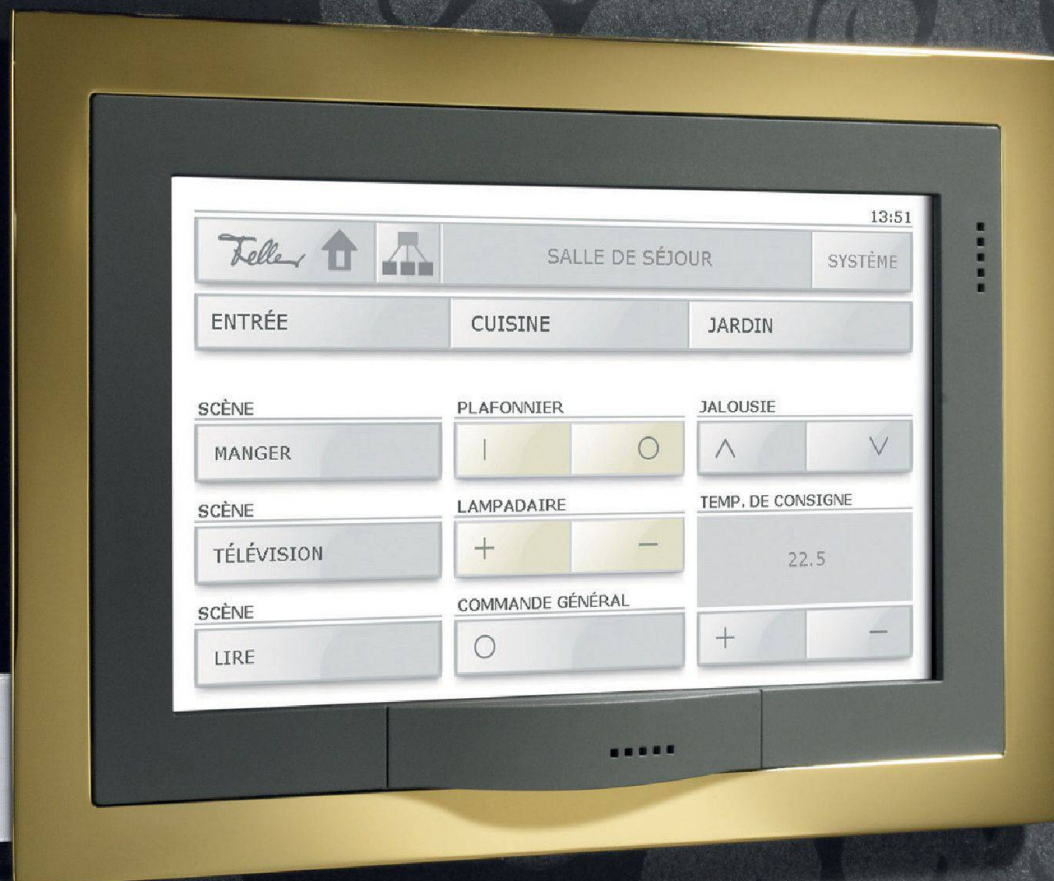 13:51
Feller SALLE DE SÉJOUR SYSTÈME
ENTRÉE CUISINE JARDIN
SCÈNE PLAFONNIER JALOUSIE
MANGER | O ∧ ∨
SCÈNE LAMPADAIRE TEMP. DE CONSIGNE
TÉLÉVISION + − 22.5
SCÈNE COMMANDE GÉNÉRAL
LIRE O + −